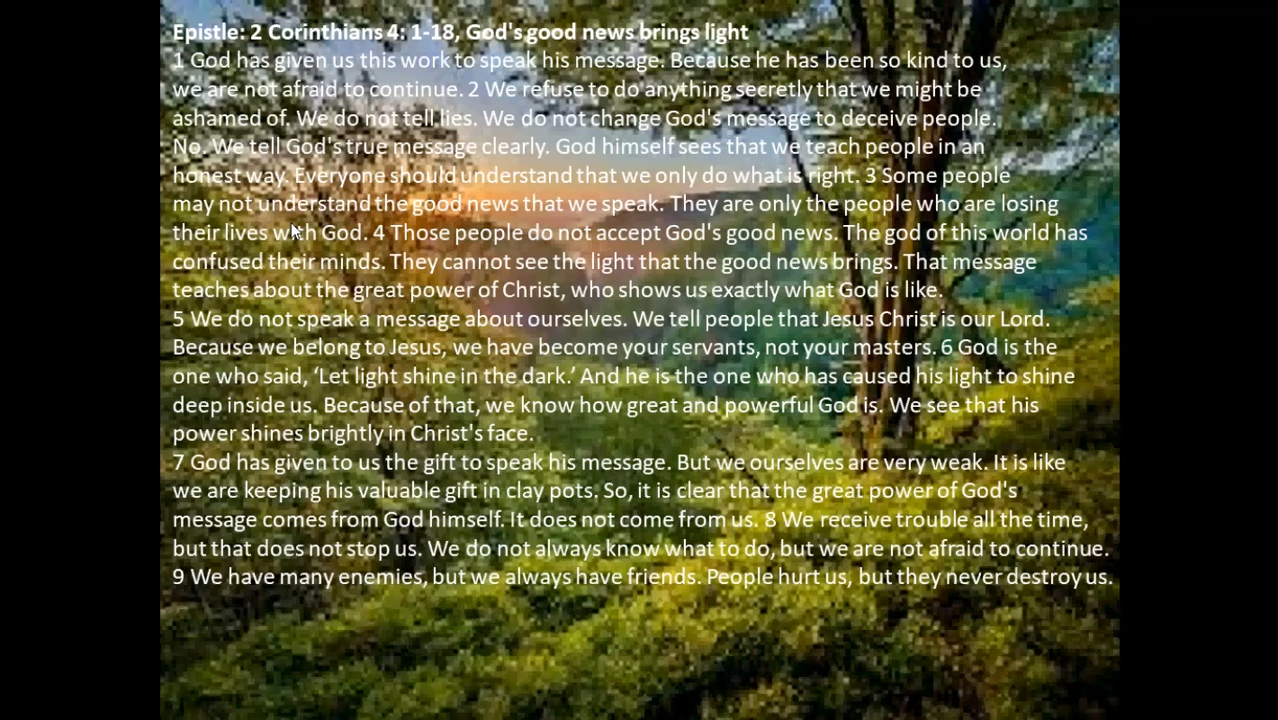 Epistle: 2 Corinthians 4: 1-18, God's good news brings light
1 God has given us this work to speak his message. Because he has been so kind to us,
we are not afraid to continue. 2 We refuse to do anything secretly that we might be
ashamed of. We do not tell lies. We do not change God's message to deceive people.
No. We tell God's true message clearly. God himself sees that we teach people in an
honest way. Everyone should understand that we only do what is right. 3 Some people
may not understand the good news that we speak. They are only the people who are losing
their lives with God. 4 Those people do not accept God's good news. The god of this world has
confused their minds. They cannot see the light that the good news brings. That message
teaches about the great power of Christ, who shows us exactly what God is like.
5 We do not speak a message about ourselves. We tell people that Jesus Christ is our Lord.
Because we belong to Jesus, we have become your servants, not your masters. 6 God is the
one who said, ‘Let light shine in the dark.’ And he is the one who has caused his light to shine
deep inside us. Because of that, we know how great and powerful God is. We see that his
power shines brightly in Christ's face.
7 God has given to us the gift to speak his message. But we ourselves are very weak. It is like
we are keeping his valuable gift in clay pots. So, it is clear that the great power of God's
message comes from God himself. It does not come from us. 8 We receive trouble all the time,
but that does not stop us. We do not always know what to do, but we are not afraid to continue.
9 We have many enemies, but we always have friends. People hurt us, but they never destroy us.